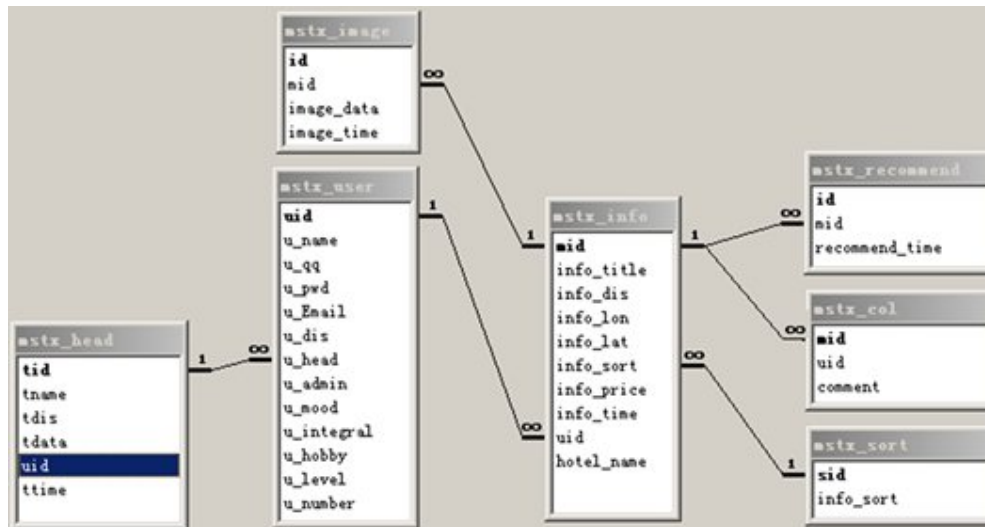 mstx_image
id
mid
image_data
image_time
∞
mstx_user
uid
u_name
u_qq
u_pwd
u_Email
u_dis
u_head
u_admin
u_mood
u_integral
u_hobby
u_level
u_number
1
∞
mstx_head
tid
tname
tdis
tdata
uid
ttime
1
mstx_info
mid
info_title
info_dis
info_lon
info_lat
info_sort
info_price
info_time
uid
hotel_name
1
∞
1
∞
mstx_recommend
id
mid
recommend_time
∞
mstx_col
mid
uid
comment
∞
mstx_sort
sid
info_sort
1